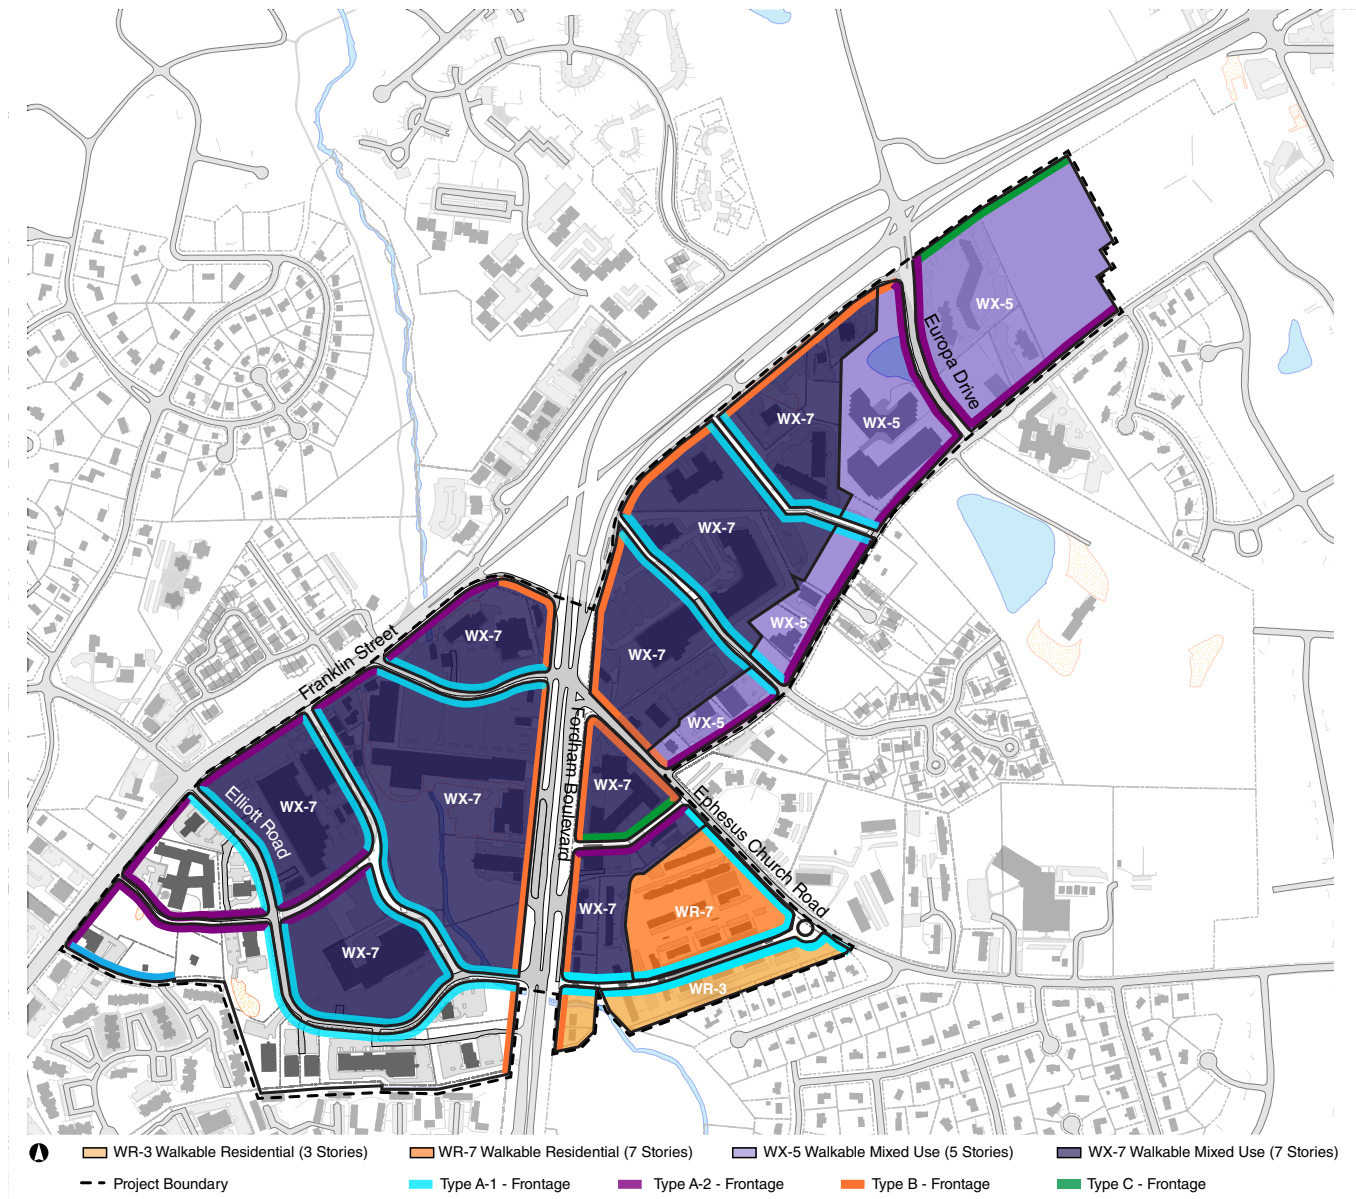 WX-5
Europa Drive
WX-7
WX-5
WX-7
WX-5
WX-7
WX-7
Franklin Street
WX-5
Fordham Boulevard
WX-7
Ephesus Church Road
Elliott Road
WX-7
WX-7
WX-7
WR-7
WX-7
WR-3
WR-3 Walkable Residential (3 Stories)
WR-7 Walkable Residential (7 Stories)
WX-5 Walkable Mixed Use (5 Stories)
WX-7 Walkable Mixed Use (7 Stories)
Project Boundary
Type A-1 - Frontage
Type A-2 - Frontage
Type B - Frontage
Type C - Frontage